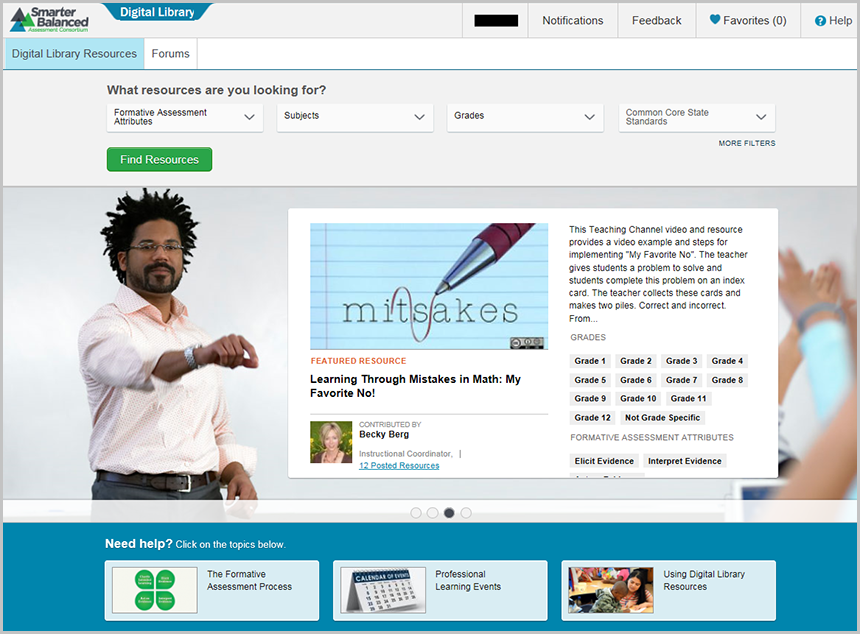 Smarter
Balanced
Assessment Consortium
Digital Library
Notifications
Feedback
Favorites (0)
Help
Digital Library Resources
Forums
What resources are you looking for?
Formative Assessment
Attributes
Subjects
Grades
Common Core State
Standards
MORE FILTERS
Find Resources
mitsakes
FEATURED RESOURCE
Learning Through Mistakes in Math: My
Favorite No!
CONTRIBUTED BY
Becky Berg
Instructional Coordinator, |
12 Posted Resources
This Teaching Channel video and resource
provides a video example and steps for
implementing "My Favorite No". The teacher
gives students a problem to solve and
students complete this problem on an index
card. The teacher collects these cards and
makes two piles. Correct and incorrect.
From...
GRADES
Grade 1 Grade 2 Grade 3 Grade 4
Grade 5 Grade 6 Grade 7 Grade 8
Grade 9 Grade 10 Grade 11
Grade 12 Not Grade Specific
FORMATIVE ASSESSMENT ATTRIBUTES
Elicit Evidence Interpret Evidence
Need help? Click on the topics below.
The Formative
Assessment Process
CALENDAR OF EVENTS
Professional
Learning Events
Using Digital Library
Resources